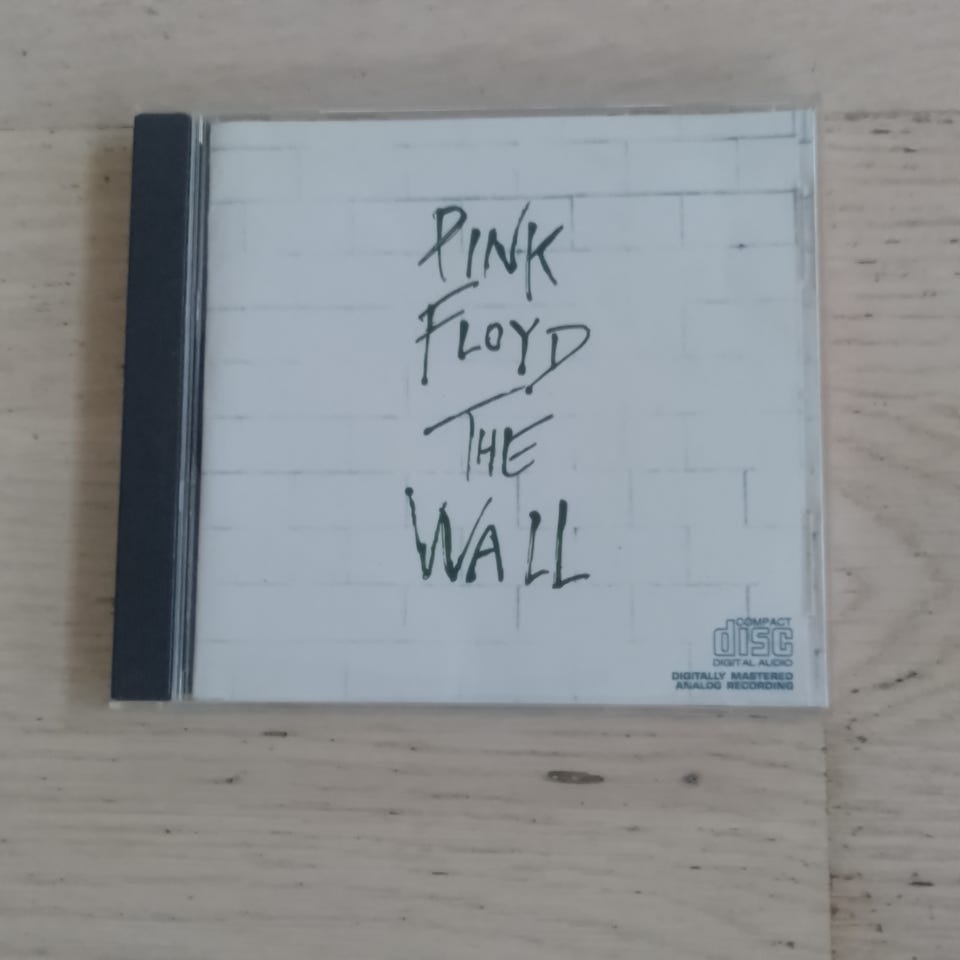 PINK
FLOYD
THE
WALL
COMPACT
disc
DIGITAL AUDIO
DIGITALLY MASTERED
ANALOG RECORDING